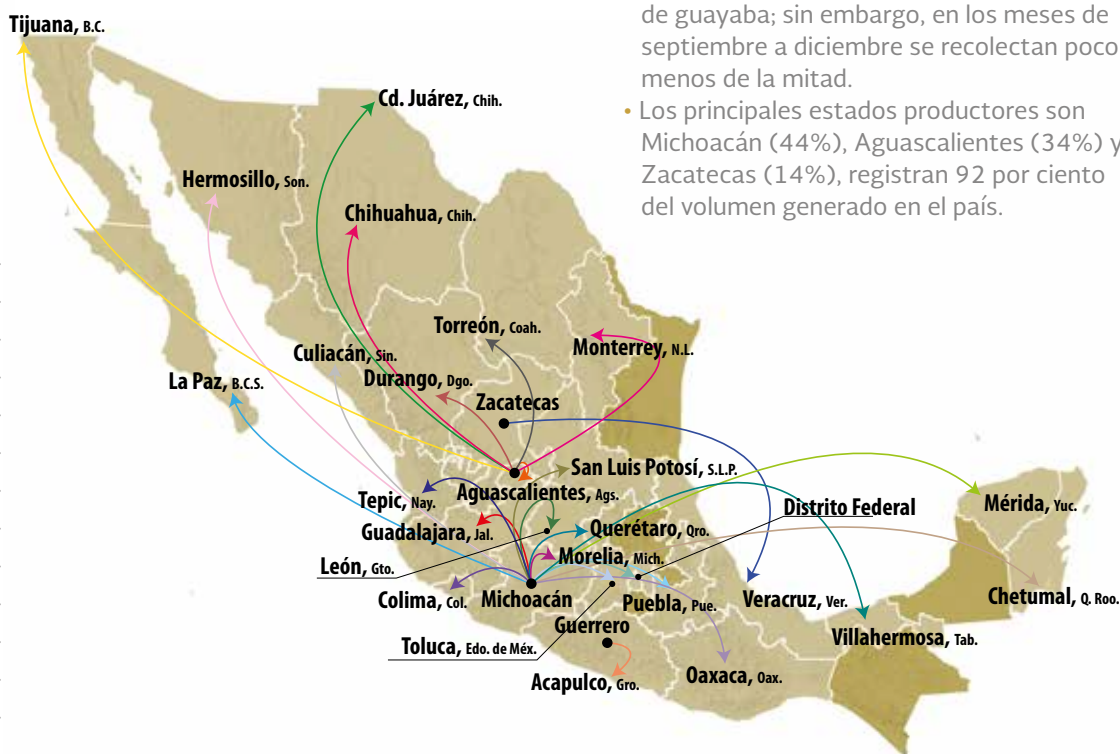 de guayaba; sin embargo, en los meses de
septiembre a diciembre se recolectan poco
menos de la mitad.
• Los principales estados productores son
Michoacán (44%), Aguascalientes (34%) y
Zacatecas (14%), registran 92 por ciento
del volumen generado en el país.
Tijuana, B.C.
Cd. Juárez, Chih.
Hermosillo, Son.
Chihuahua, Chih.
Torreón, Coah.
Monterrey, N.L.
Culiacán, Sin.
Durango, Dgo.
La Paz, B.C.S.
Zacatecas
San Luis Potosí, S.L.P.
Aguascalientes, Ags.
Tepic, Nay.
Distrito Federal
Mérida, Yuc.
Guadalajara, Jal.
Querétaro, Qro.
Morelia, Mich.
León, Gto.
Colima, Col.
Michoacán
Puebla, Pue.
Veracruz, Ver.
Chetumal, Q. Roo.
Guerrero
Toluca, Edo. de Méx.
Villahermosa, Tab.
Acapulco, Gro.
Oaxaca, Oax.